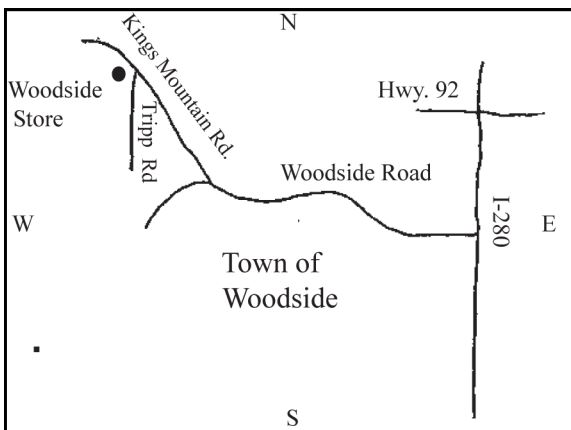 N
Kings Mountain Rd.
Woodside
Store
Tripp Rd
Hwy. 92
Woodside Road
W
I-280
E
Town of
Woodside
S